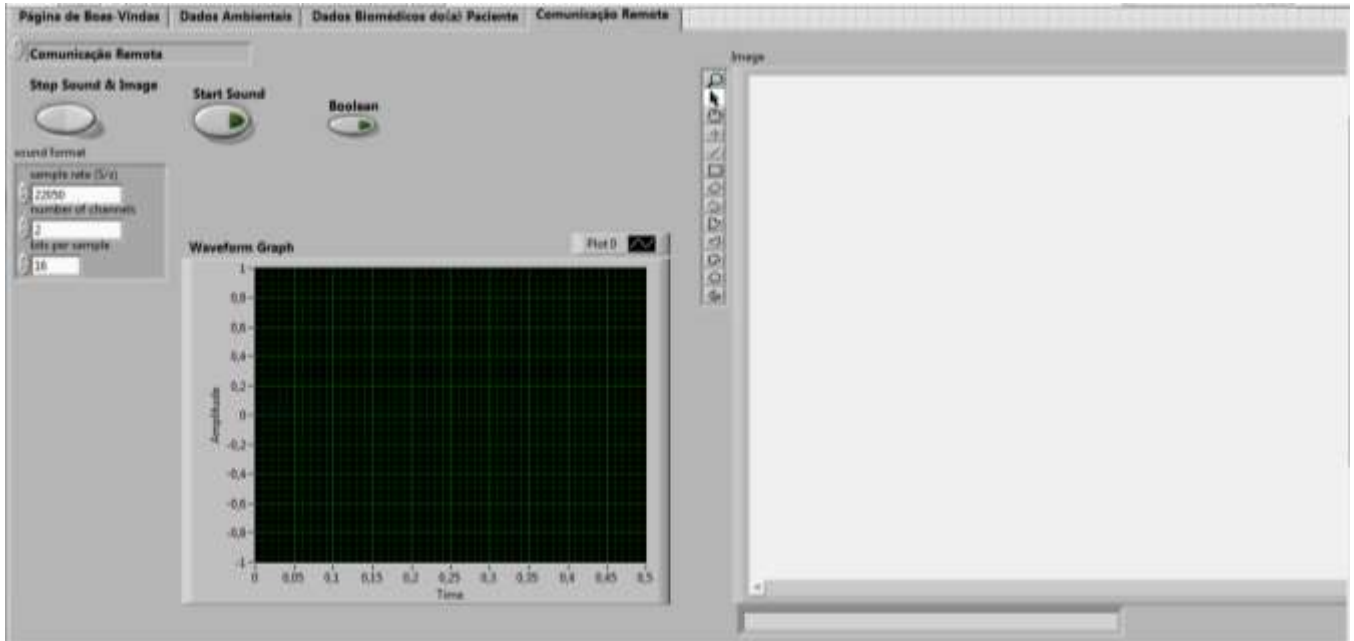 Página de Boas-Vindas
Dados Ambientais
Dados Biomédicos do(a) Paciente
Comunicação Remota
Comunicação Remota
Stop Sound & Image
Start Sound
Boolean
sound format
sample rate (S/s)
22050
number of channels
2
bits per sample
16
Waveform Graph
Plot 0
Amplitude
1
0,8
0,6
0,4
0,2
0
-0,2
-0,4
-0,6
-0,8
-1
0 0,05 0,1 0,15 0,2 0,25 0,3 0,35 0,4 0,45 0,5
Time
Image